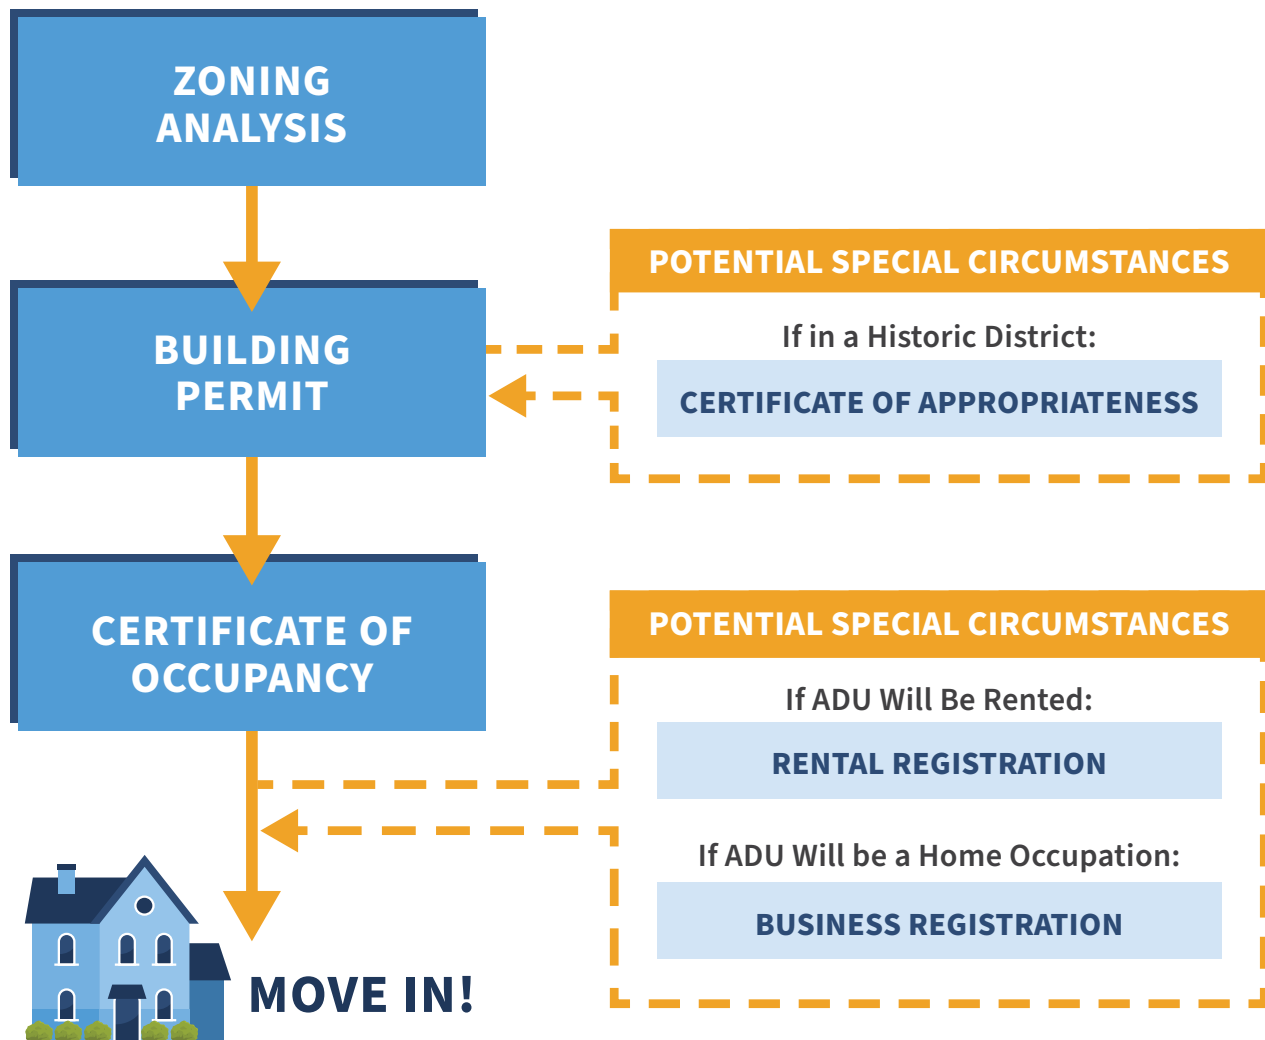 ZONING
ANALYSIS
BUILDING
PERMIT
POTENTIAL SPECIAL CIRCUMSTANCES
If in a Historic District:
CERTIFICATE OF APPROPRIATENESS
CERTIFICATE OF
OCCUPANCY
POTENTIAL SPECIAL CIRCUMSTANCES
If ADU Will Be Rented:
RENTAL REGISTRATION
If ADU Will be a Home Occupation:
BUSINESS REGISTRATION
MOVE IN!